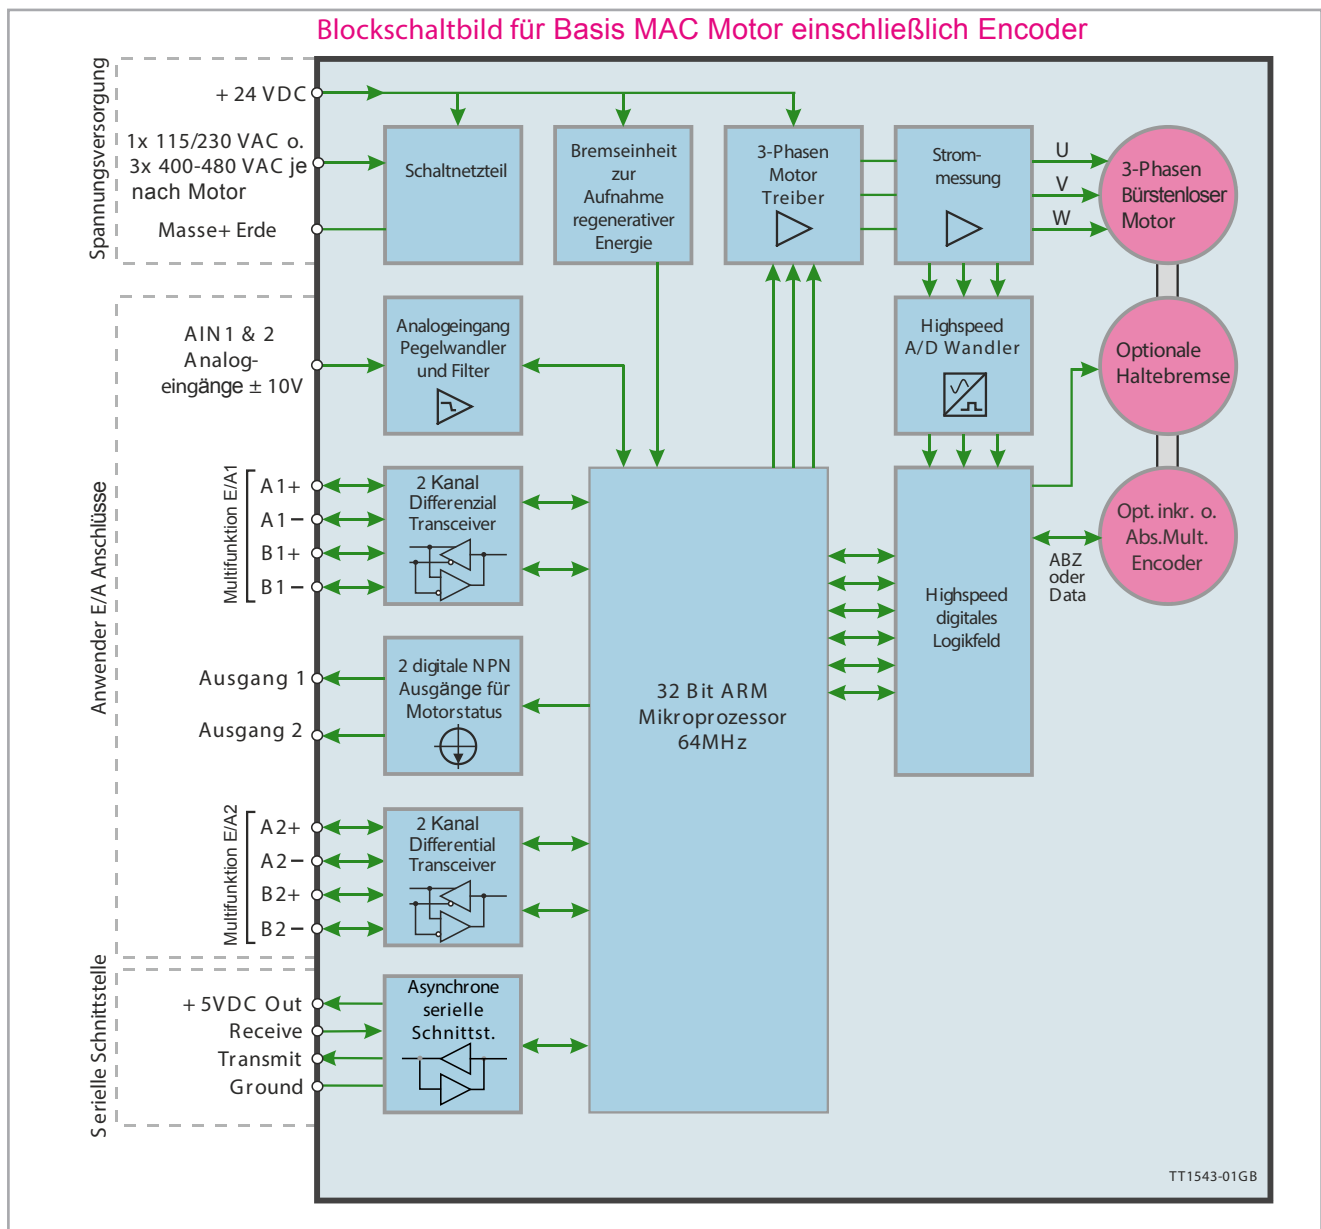 Blockschaltbild für Basis MAC Motor einschließlich Encoder
Spannungsversorgung
+ 24 VDC
1x 115/230 VAC o.
3x 400-480 VAC je
nach Motor
Masse+ Erde
Schaltnetzteil
Bremseinheit
zur
Aufnahme
regenerativer
Energie
3-Phasen
Motor
Treiber
Strom-
messung
U
V
W
3-Phasen
Bürstenloser
Motor
Anwender E/A Anschlüsse
AIN1 & 2
Analog-
eingänge ± 10V
Analogeingang
Pegelwandler
und Filter
Highspeed
A/D Wandler
Optionale
Haltebremse
Multifunktion E/A1
A1+
A1−
B1+
B1−
2 Kanal
Differenzial
Transceiver
Opt. inkr. o.
Abs.Mult.
Encoder
ABZ
oder
Data
Highspeed
digitales
Logikfeld
Ausgang 1
Ausgang 2
2 digitale NPN
Ausgänge für
Motorstatus
32 Bit ARM
Mikroprozessor
64MHz
Multifunktion E/A2
A2+
A2−
B2+
B2−
2 Kanal
Differential
Transceiver
Serielle Schnittstelle
+ 5VDC Out
Receive
Transmit
Ground
Asynchrone
serielle
Schnittst.
TT1543-01GB